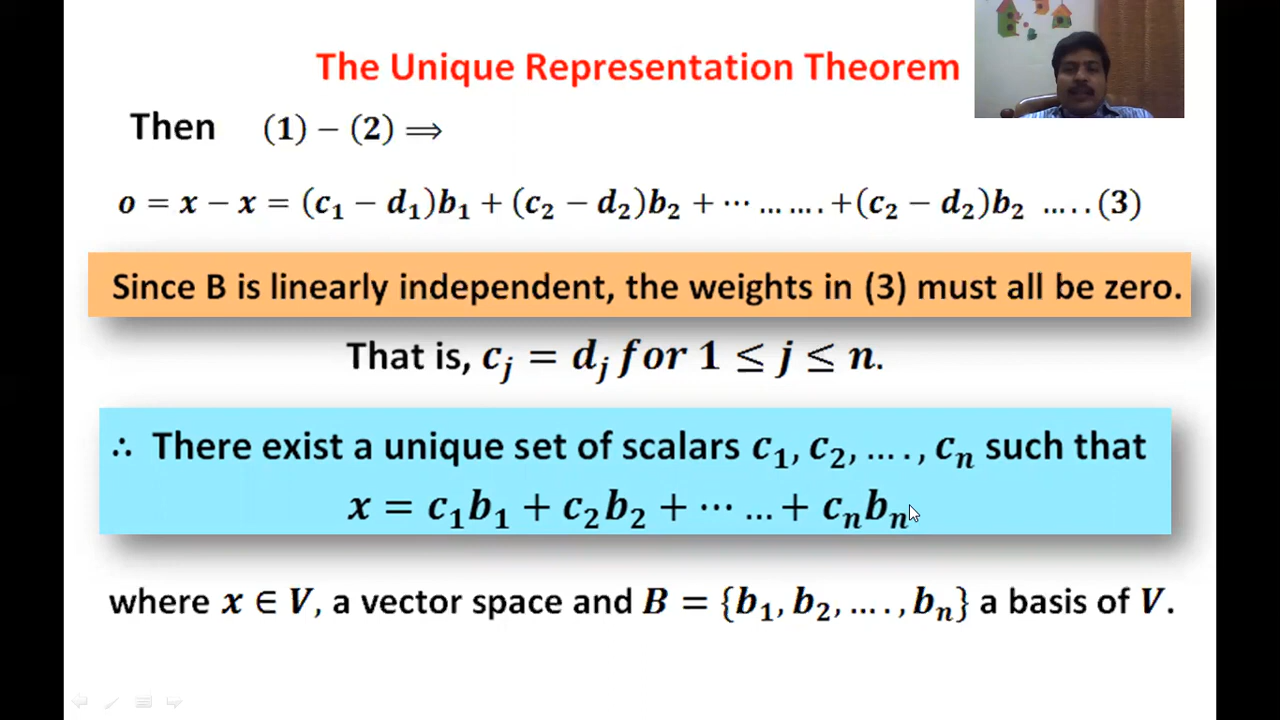 The Unique Representation Theorem
Then (1) − (2) ⟹
o = x − x = (c₁ − d₁)b₁ + (c₂ − d₂)b₂ + ⋯ … … . +(c₂ − d₂)b₂ … . . (3)
Since B is linearly independent, the weights in (3) must all be zero.
That is, cⱼ = dⱼ for 1 ≤ j ≤ n.
∴ There exist a unique set of scalars c₁, c₂, … . , cₙ such that
x = c₁b₁ + c₂b₂ + ⋯ … + cₙbₙ
where x ∈ V, a vector space and B = {b₁, b₂, … . , bₙ} a basis of V.